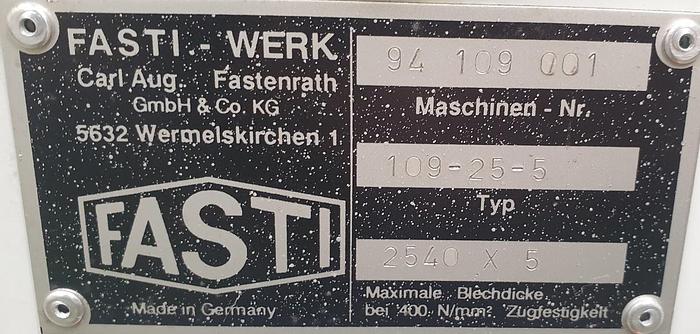 FASTI - WERK
Carl Aug. Fastenrath
GmbH & Co. KG
5632 Wermelskirchen 1
FASTI
Made in Germany
94 109 001
Maschinen - Nr.
109-25-5
Typ
2540 X 5
Maximale Blechdicke
bei 400 N/mm² Zugfestigkeit